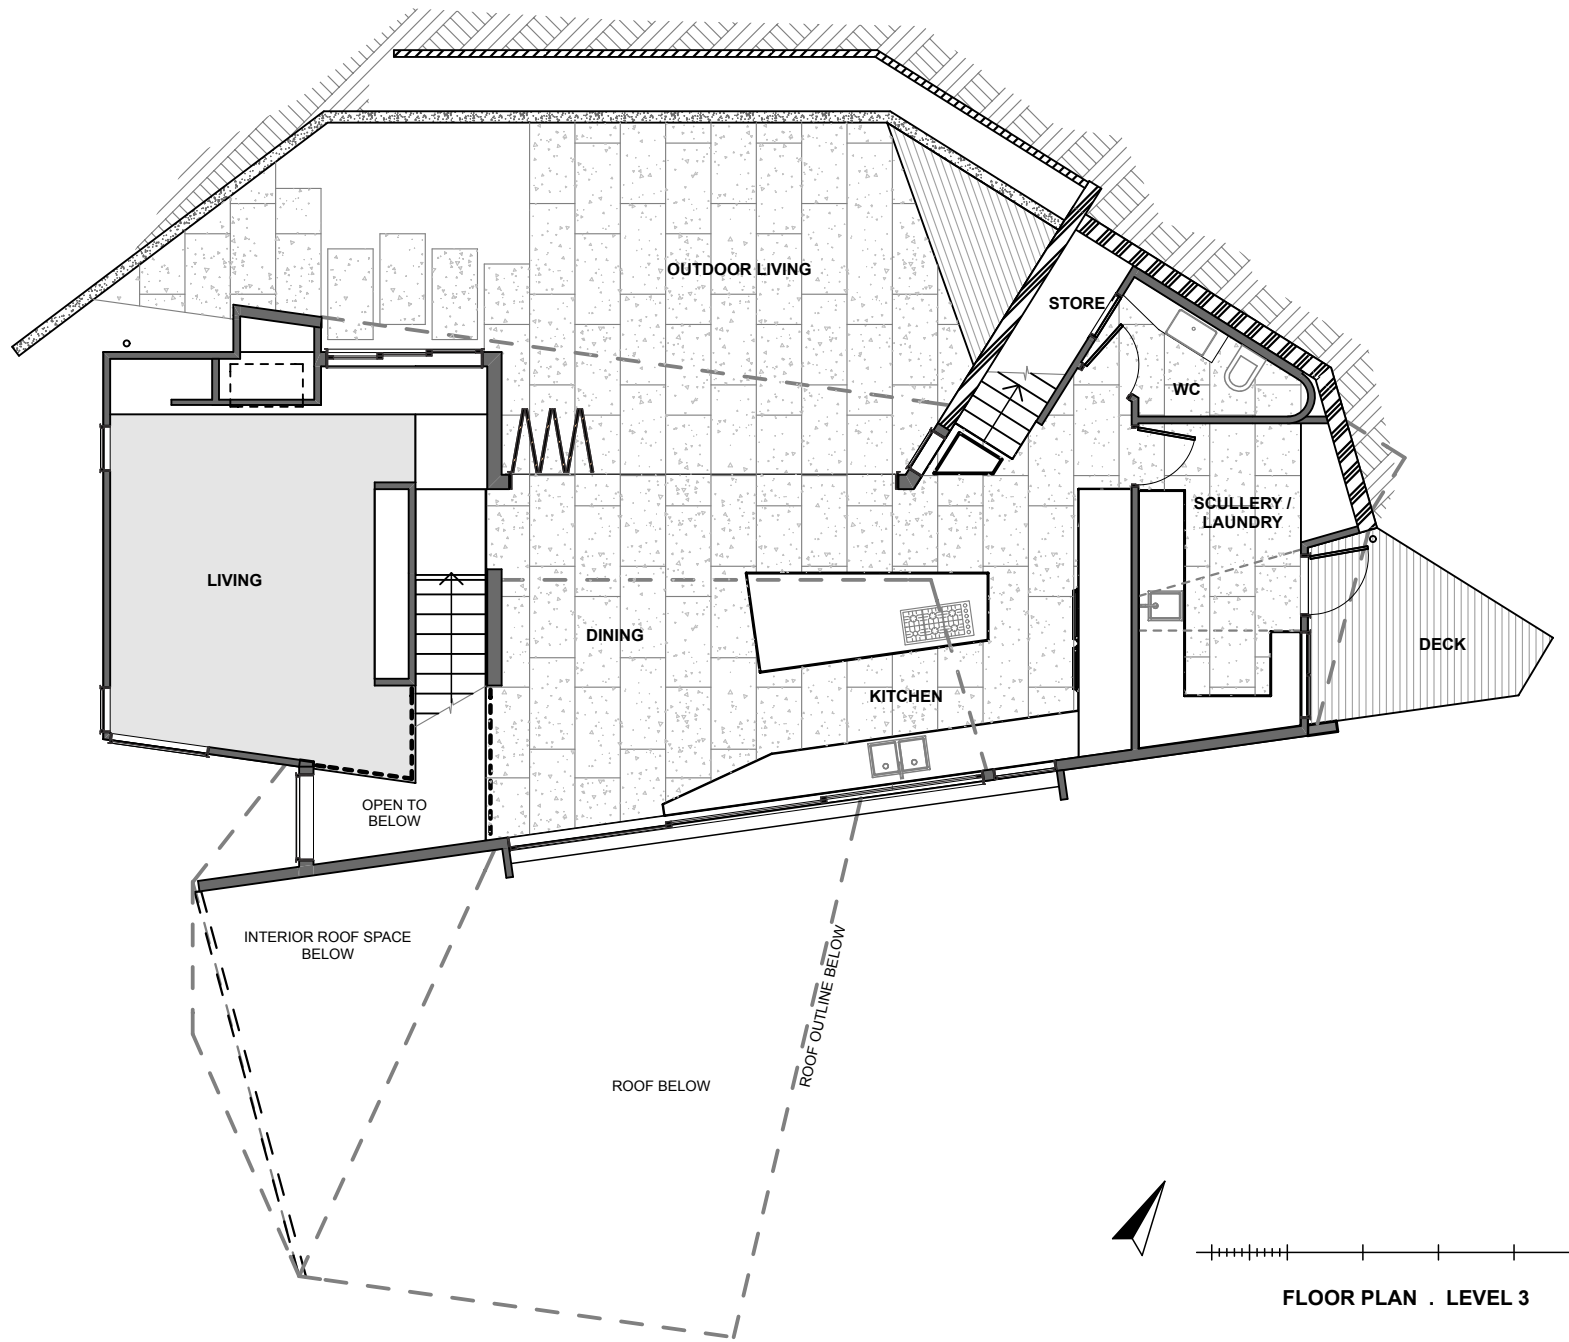 OUTDOOR LIVING
STORE
WC
SCULLERY /
LAUNDRY
LIVING
DINING
DECK
KITCHEN
OPEN TO
BELOW
INTERIOR ROOF SPACE
BELOW
ROOF OUTLINE BELOW
ROOF BELOW
FLOOR PLAN . LEVEL 3